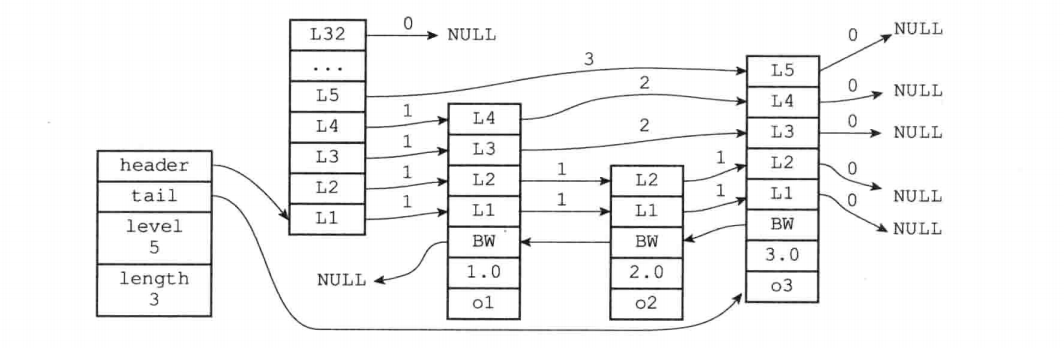 header
tail
level
5
length
3
L32
...
L5
L4
L3
L2
L1
0
NULL
3
1
1
1
1
L4
L3
L2
L1
BW
1.0
o1
NULL
2
2
1
1
L2
L1
BW
2.0
o2
1
1
L5
L4
L3
L2
L1
BW
3.0
o3
0
NULL
0
NULL
0
NULL
0
NULL
0
NULL